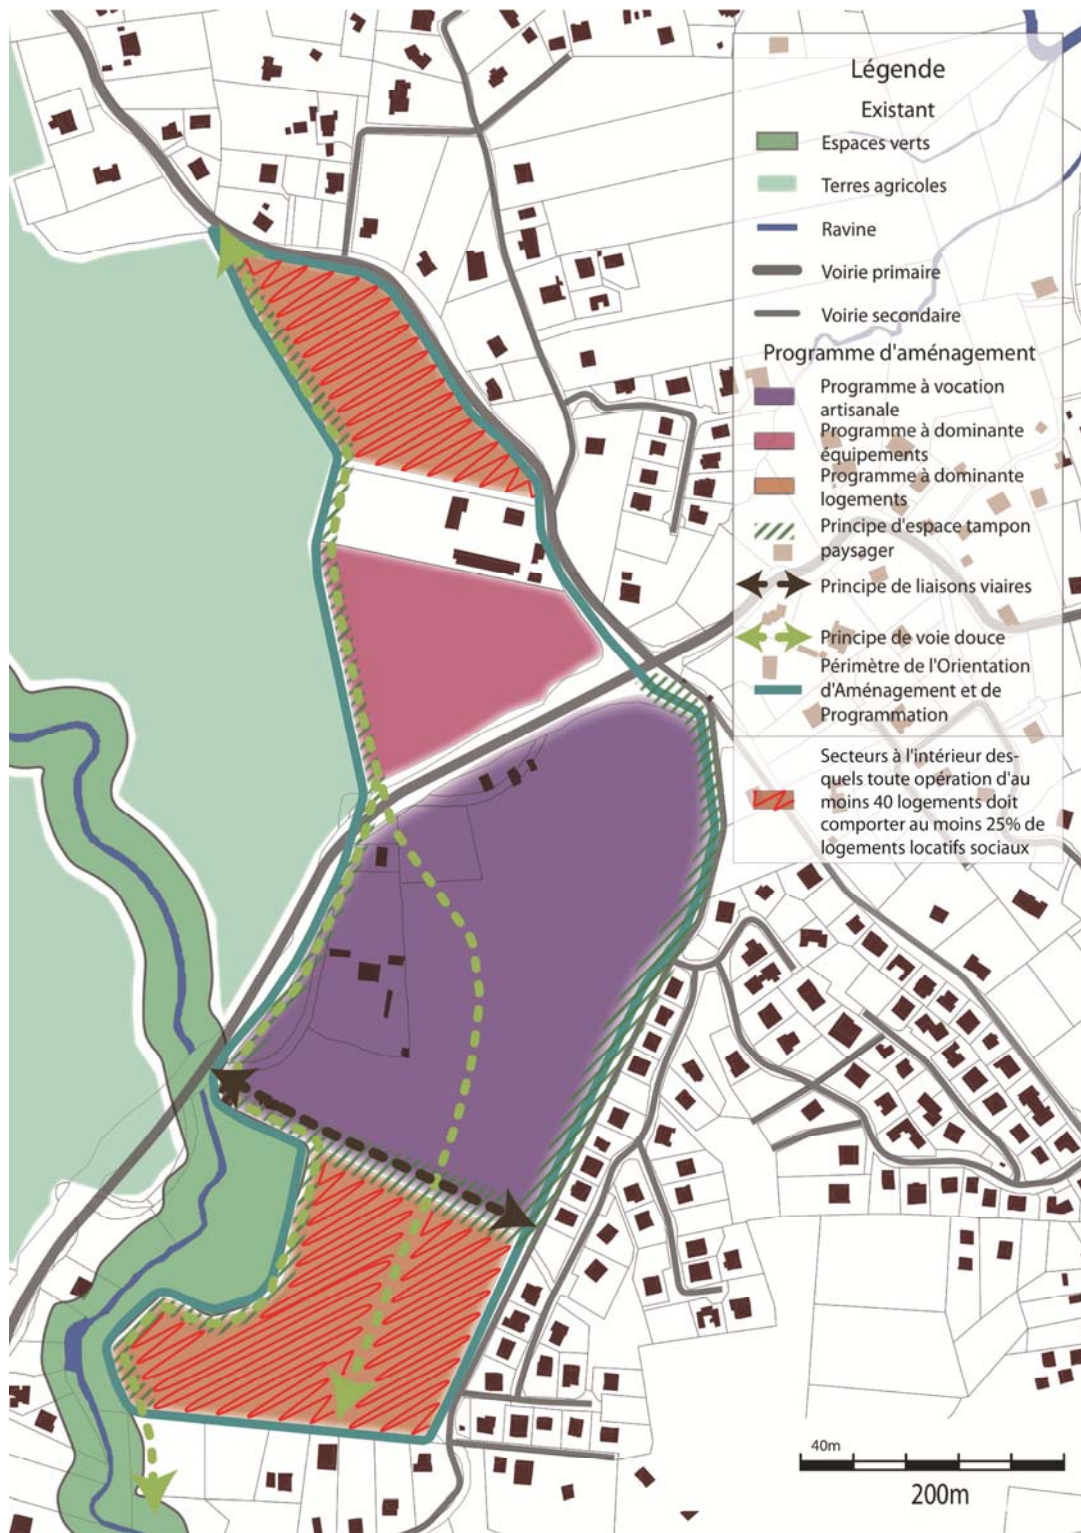 Légende
Existant
Espaces verts
Terres agricoles
Ravine
Voirie primaire
Voirie secondaire
Programme d'aménagement
Programme à vocation
artisanale
Programme à dominante
équipements
Programme à dominante
logements
Principe d'espace tampon
paysager
Principe de liaisons viaires
Principe de voie douce
Périmètre de l'Orientation
d'Aménagement et de
Programmation
Secteurs à l'intérieur des-
quels toute opération d'au
moins 40 logements doit
comporter au moins 25% de
logements locatifs sociaux
40m
200m